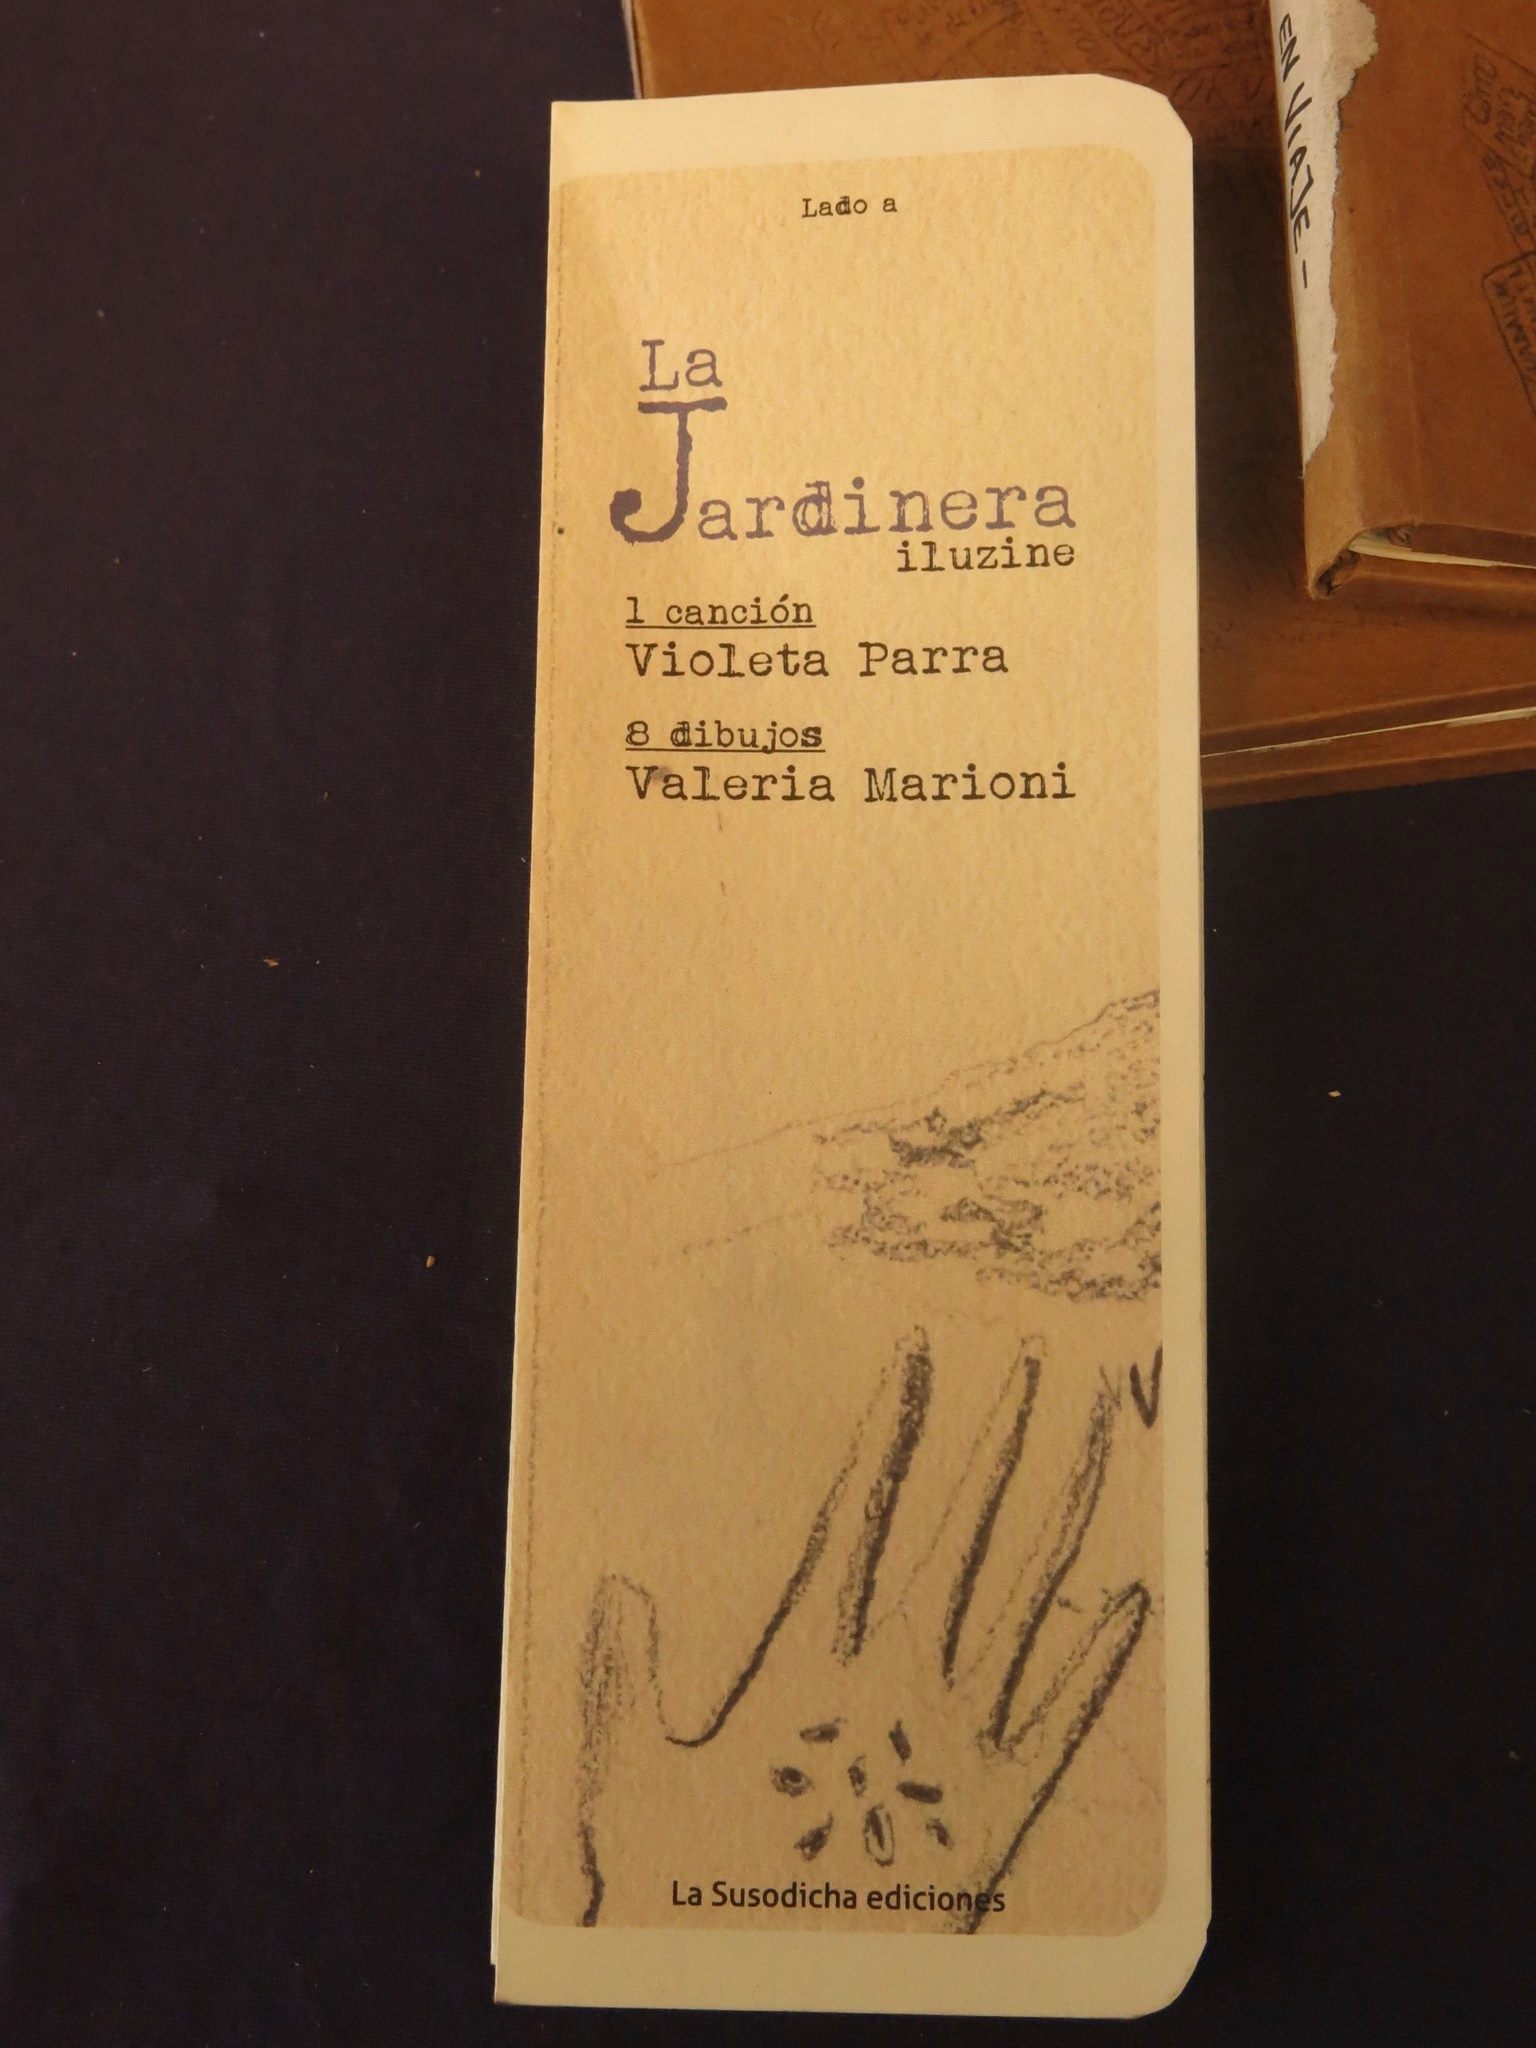 Lado a
La
Jardinera
iluzine
1 canción
Violeta Parra
8 dibujos
Valeria Marioni
La Susodicha ediciones
EN VIAJE -